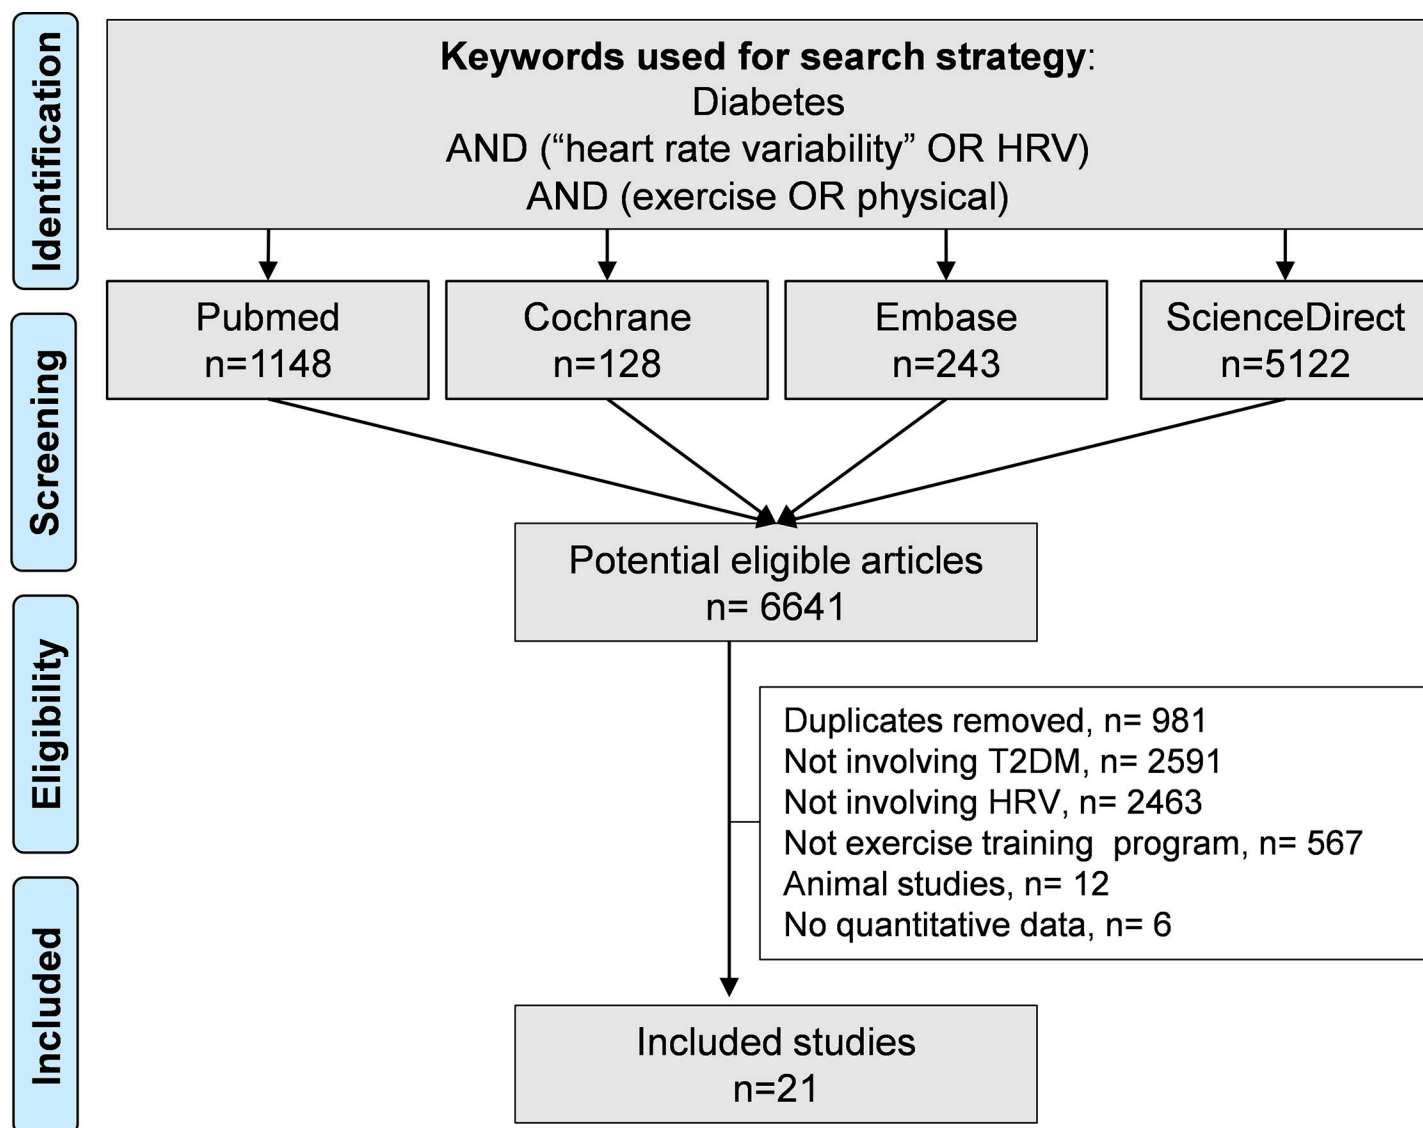 Identification
Keywords used for search strategy:
Diabetes
AND (“heart rate variability” OR HRV)
AND (exercise OR physical)
Screening
Pubmed
n=1148
Cochrane
n=128
Embase
n=243
ScienceDirect
n=5122
Potential eligible articles
n= 6641
Eligibility
Duplicates removed, n= 981
Not involving T2DM, n= 2591
Not involving HRV, n= 2463
Not exercise training  program, n= 567
Animal studies, n= 12
No quantitative data, n= 6
Included
Included studies
n=21